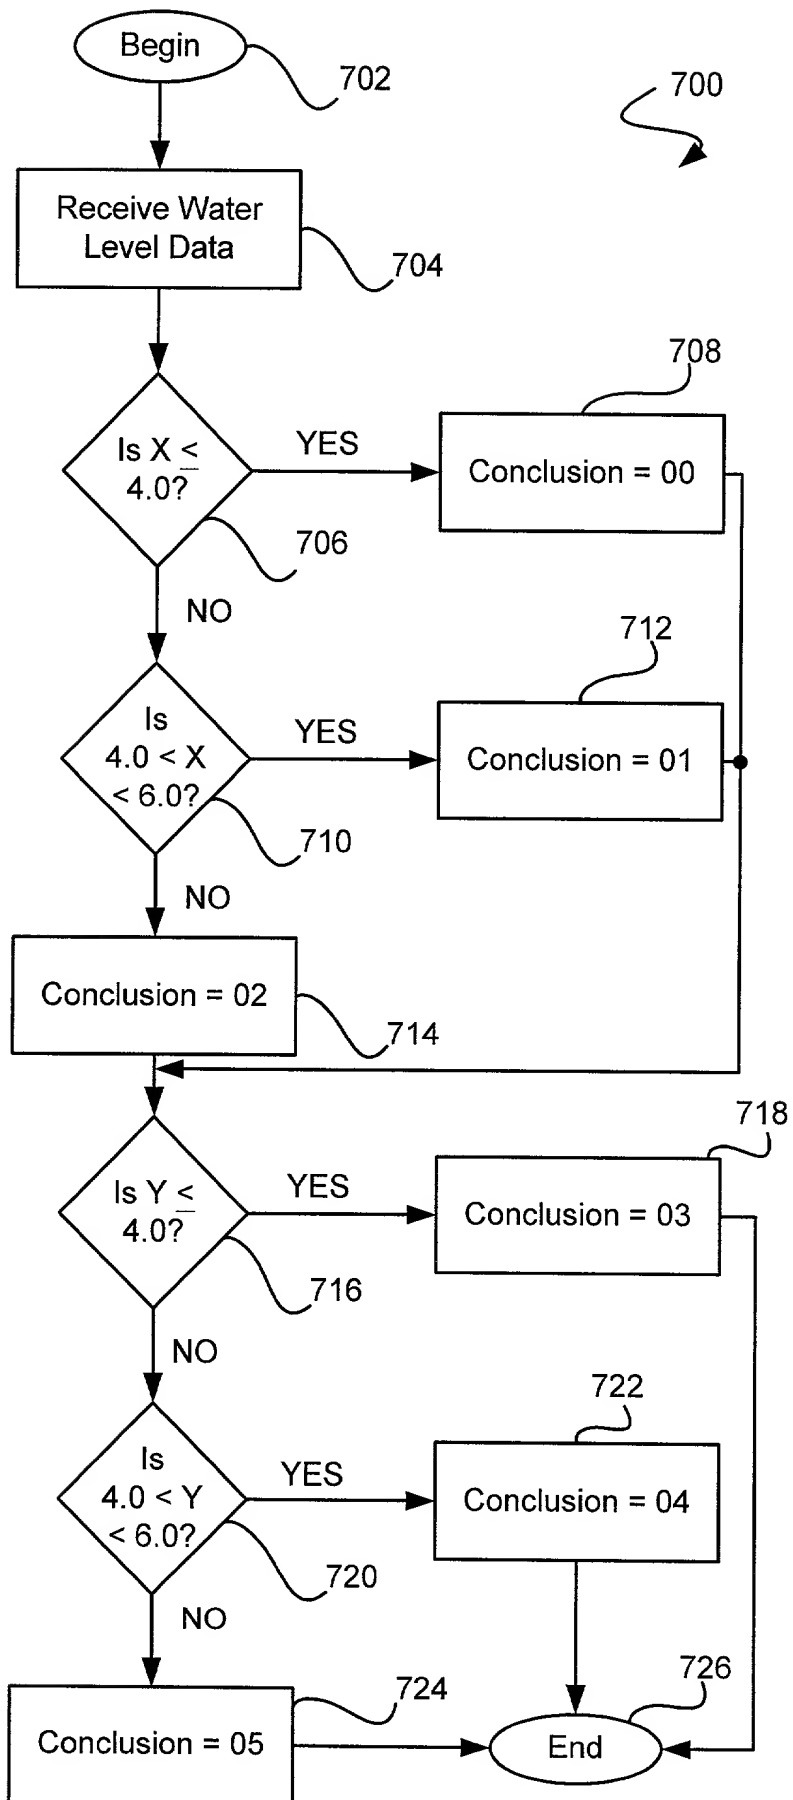 Begin
702
700
Receive Water
Level Data
704
708
Is X ≤
4.0?
YES
Conclusion = 00
706
NO
712
Is
4.0 < X
< 6.0?
YES
Conclusion = 01
710
NO
Conclusion = 02
714
718
Is Y ≤
4.0?
YES
Conclusion = 03
716
NO
722
Is
4.0 < Y
< 6.0?
YES
Conclusion = 04
720
NO
724
726
Conclusion = 05
End